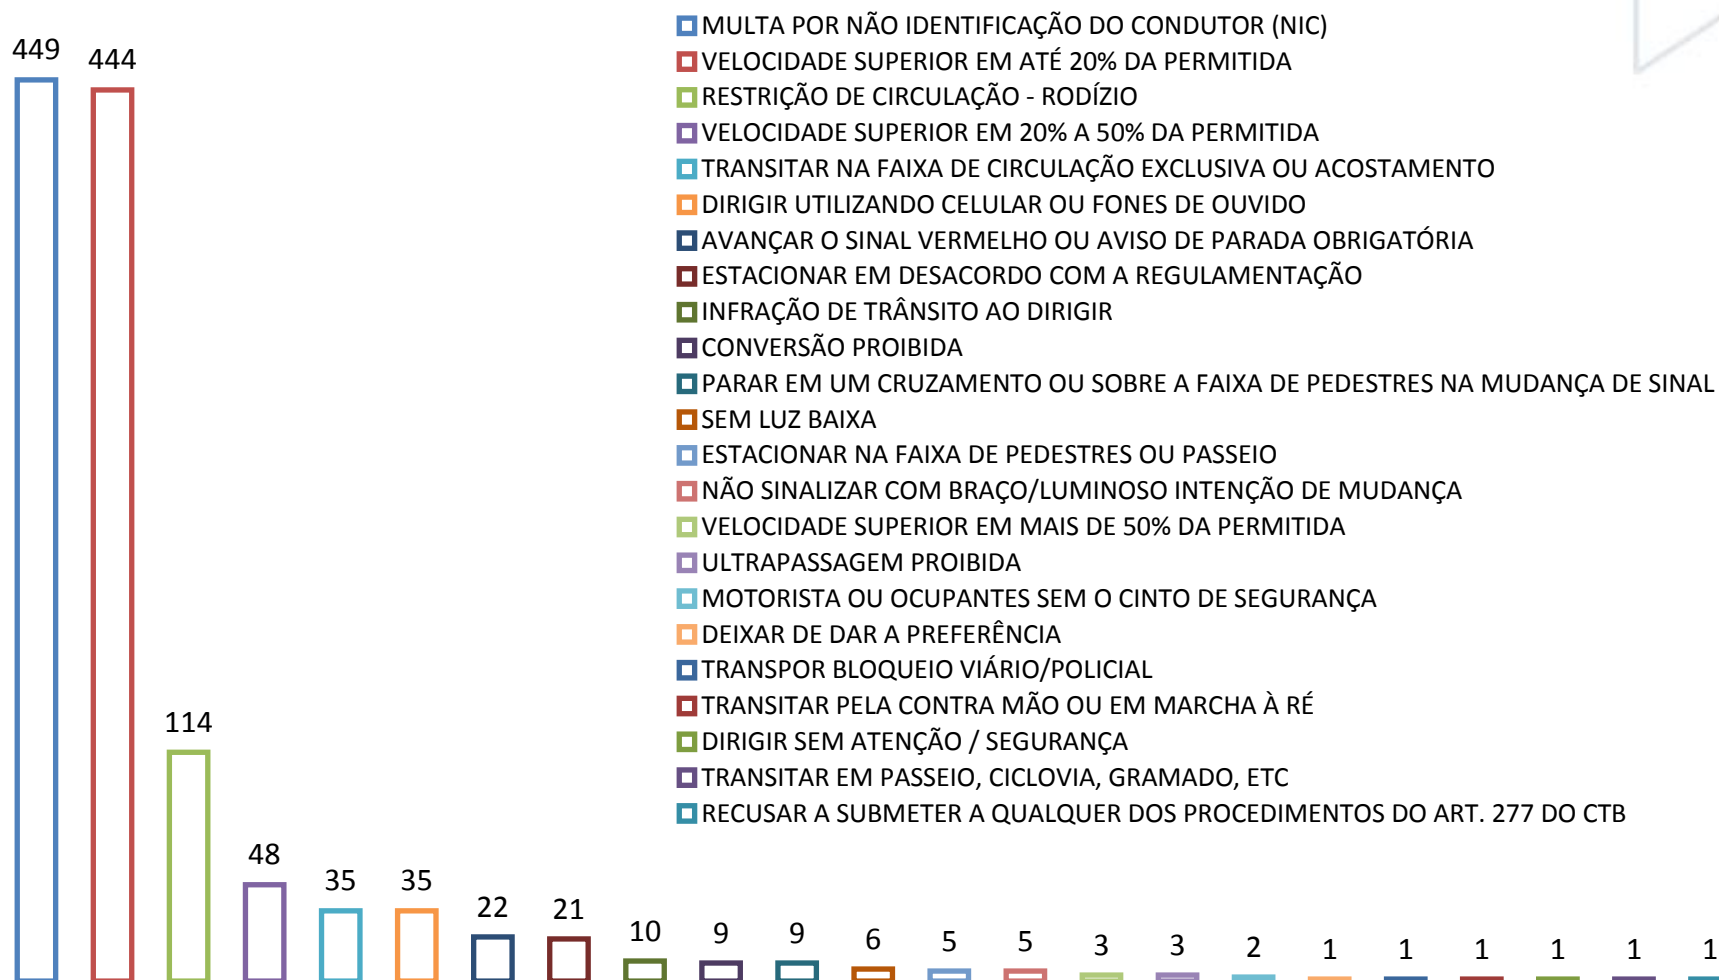 MULTA POR NÃO IDENTIFICAÇÃO DO CONDUTOR (NIC)
VELOCIDADE SUPERIOR EM ATÉ 20% DA PERMITIDA
RESTRIÇÃO DE CIRCULAÇÃO - RODÍZIO
VELOCIDADE SUPERIOR EM 20% A 50% DA PERMITIDA
TRANSITAR NA FAIXA DE CIRCULAÇÃO EXCLUSIVA OU ACOSTAMENTO
DIRIGIR UTILIZANDO CELULAR OU FONES DE OUVIDO
AVANÇAR O SINAL VERMELHO OU AVISO DE PARADA OBRIGATÓRIA
ESTACIONAR EM DESACORDO COM A REGULAMENTAÇÃO
INFRAÇÃO DE TRÂNSITO AO DIRIGIR
CONVERSÃO PROIBIDA
PARAR EM UM CRUZAMENTO OU SOBRE A FAIXA DE PEDESTRES NA MUDANÇA DE SINAL
SEM LUZ BAIXA
ESTACIONAR NA FAIXA DE PEDESTRES OU PASSEIO
NÃO SINALIZAR COM BRAÇO/LUMINOSO INTENÇÃO DE MUDANÇA
VELOCIDADE SUPERIOR EM MAIS DE 50% DA PERMITIDA
ULTRAPASSAGEM PROIBIDA
MOTORISTA OU OCUPANTES SEM O CINTO DE SEGURANÇA
DEIXAR DE DAR A PREFERÊNCIA
TRANSPOR BLOQUEIO VIÁRIO/POLICIAL
TRANSITAR PELA CONTRA MÃO OU EM MARCHA À RÉ
DIRIGIR SEM ATENÇÃO / SEGURANÇA
TRANSITAR EM PASSEIO, CICLOVIA, GRAMADO, ETC
RECUSAR A SUBMETER A QUALQUER DOS PROCEDIMENTOS DO ART. 277 DO CTB
449 444 114 48 35 35 22 21 10 9 9 6 5 5 3 3 2 1 1 1 1 1 1